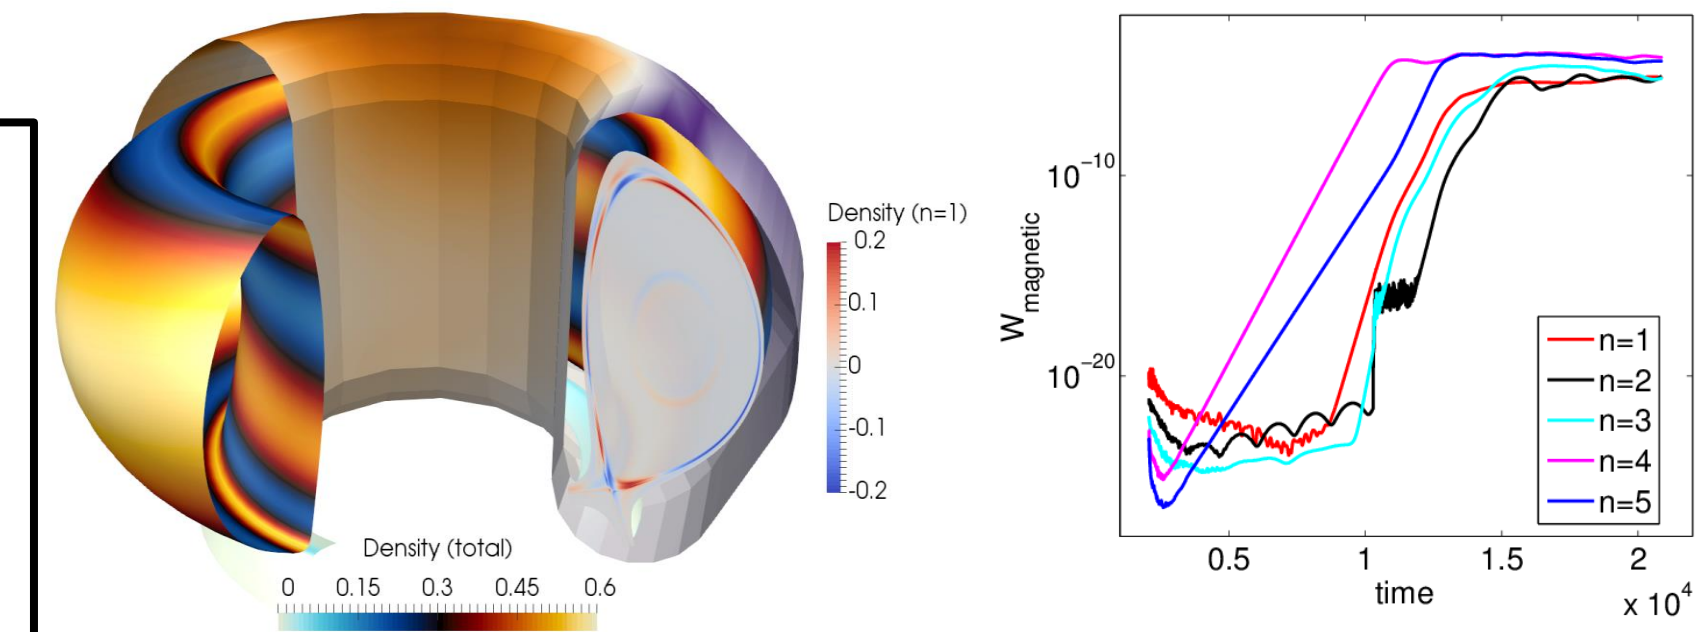 Density (n=1)
0.2
0.1
0
-0.1
-0.2
Density (total)
0 0.15 0.3 0.45 0.6
W_magnetic
10^-10
10^-20
n=1
n=2
n=3
n=4
n=5
0.5 1 1.5 2
time
x 10^4